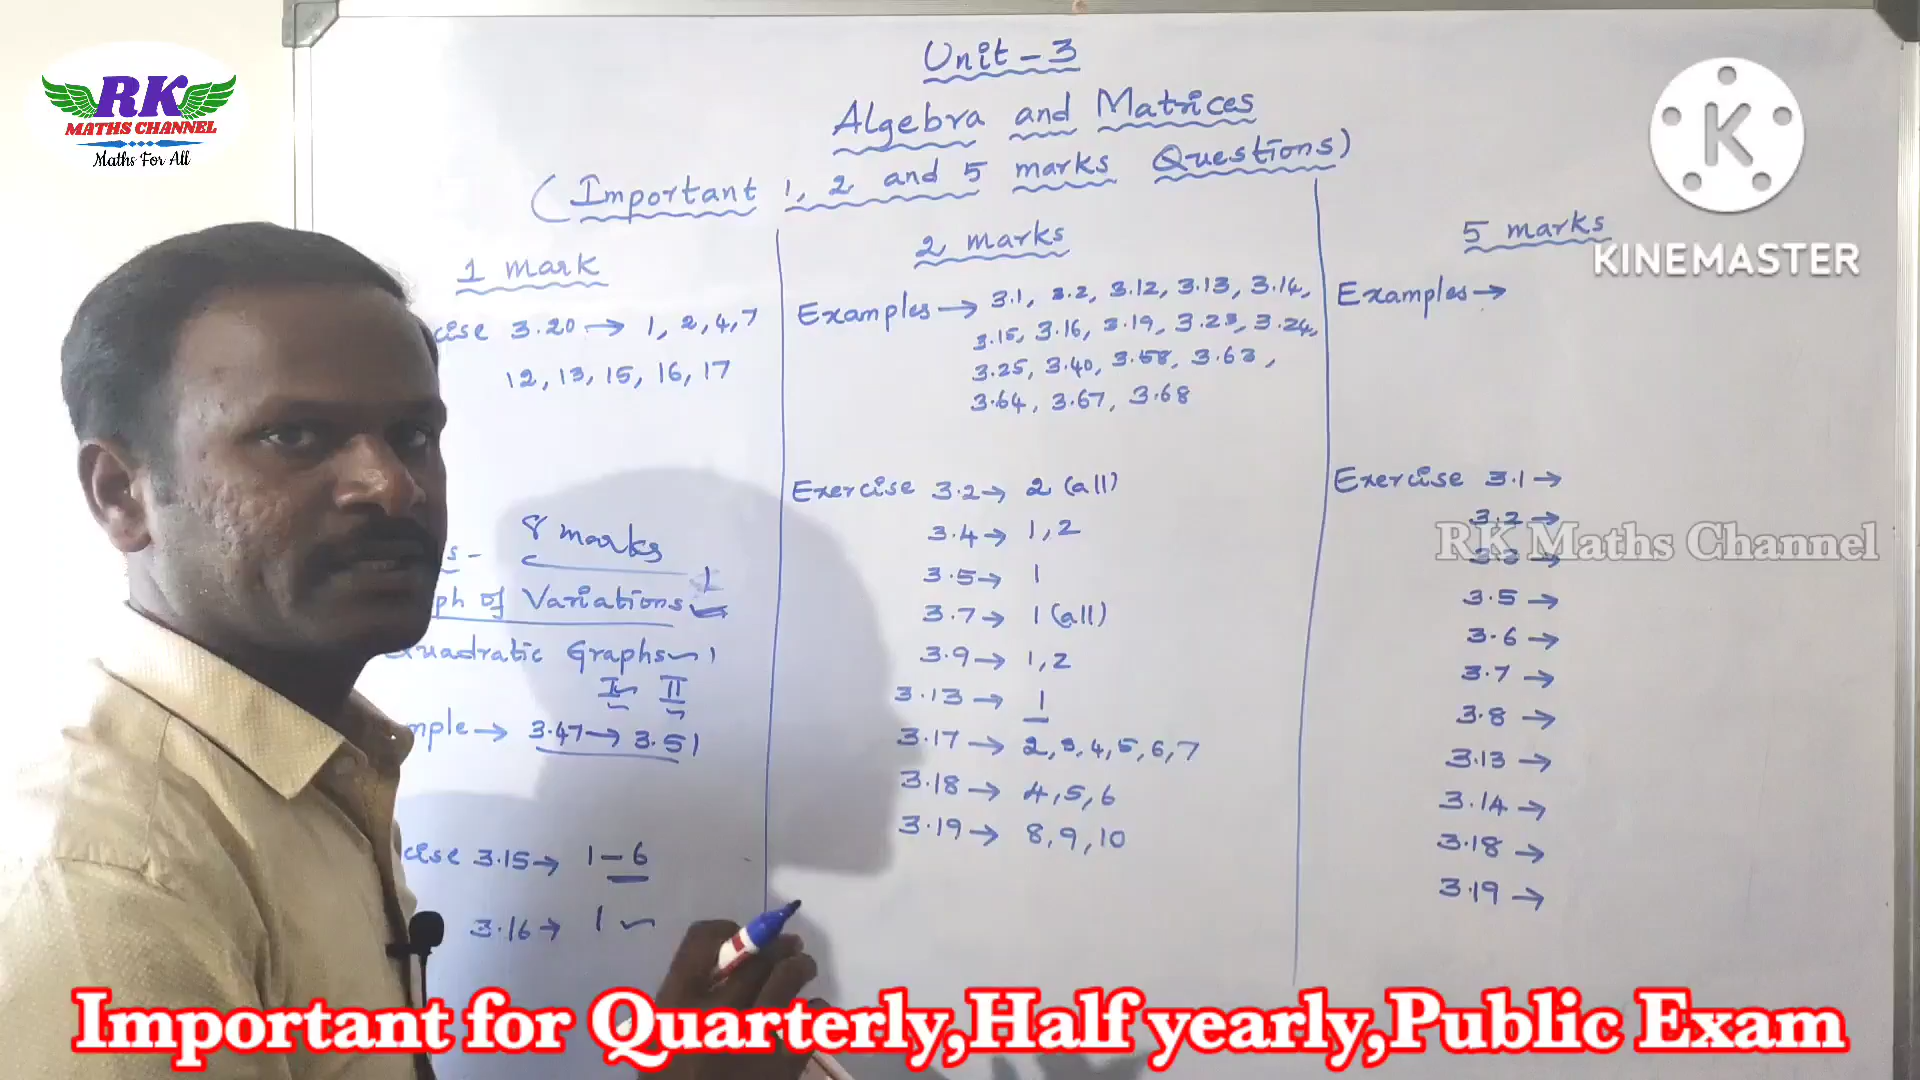 RK
MATHS CHANNEL
Maths For All
Unit - 3
Algebra and Matrices
(Important 1, 2 and 5 marks Questions)
K
KINEMASTER
1 mark
cise 3.20 → 1, 2, 4, 7
12, 13, 15, 16, 17
8 marks
s -
ph of Variations 1
Quadratic Graphs 1
I II
mple → 3.47 → 3.51
cise 3.15 → 1 - 6
3.16 → 1
2 marks
Examples → 3.1, 3.2, 3.12, 3.13, 3.14,
3.15, 3.16, 3.19, 3.23, 3.24,
3.25, 3.40, 3.58, 3.63,
3.64, 3.67, 3.68
Exercise 3.2 → 2 (all)
3.4 → 1, 2
3.5 → 1
3.7 → 1 (all)
3.9 → 1, 2
3.13 → 1
3.17 → 2, 3, 4, 5, 6, 7
3.18 → 4, 5, 6
3.19 → 8, 9, 10
5 marks
Examples →
Exercise 3.1 →
3.2 →
RK Maths Channel
3.3 →
3.5 →
3.6 →
3.7 →
3.8 →
3.13 →
3.14 →
3.18 →
3.19 →
Important for Quarterly,Half yearly,Public Exam